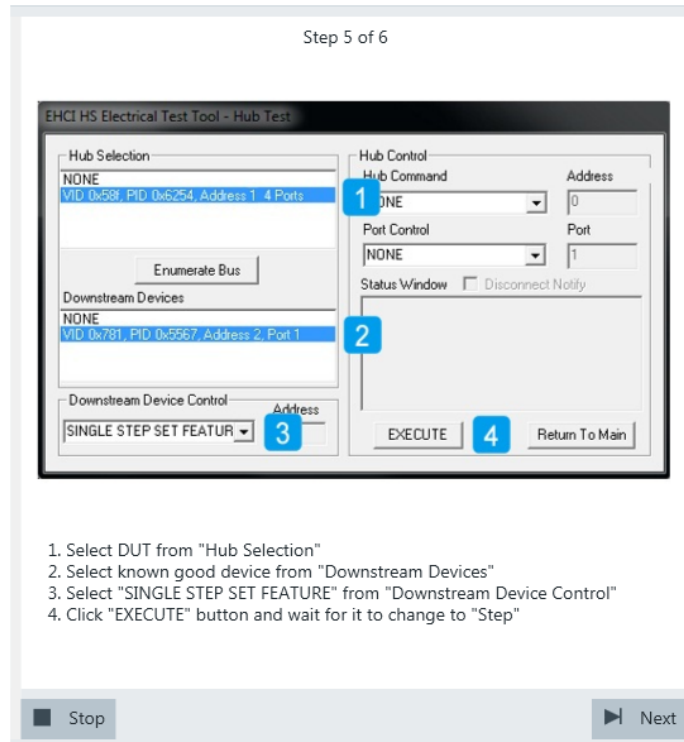 Step 5 of 6
EHCI HS Electrical Test Tool - Hub Test
Hub Selection
NONE
VID 0x58f, PID 0x6254, Address 1 4 Ports
Enumerate Bus
Downstream Devices
NONE
VID 0x781, PID 0x5567, Address 2, Port 1
Downstream Device Control
Address
SINGLE STEP SET FEATUR
3
Hub Control
Hub Command
Address
1
0
Port Control
Port
NONE
1
Status Window
Disconnect Notify
2
EXECUTE
4
Return To Main
1. Select DUT from "Hub Selection"
2. Select known good device from "Downstream Devices"
3. Select "SINGLE STEP SET FEATURE" from "Downstream Device Control"
4. Click "EXECUTE" button and wait for it to change to "Step"
Stop
Next